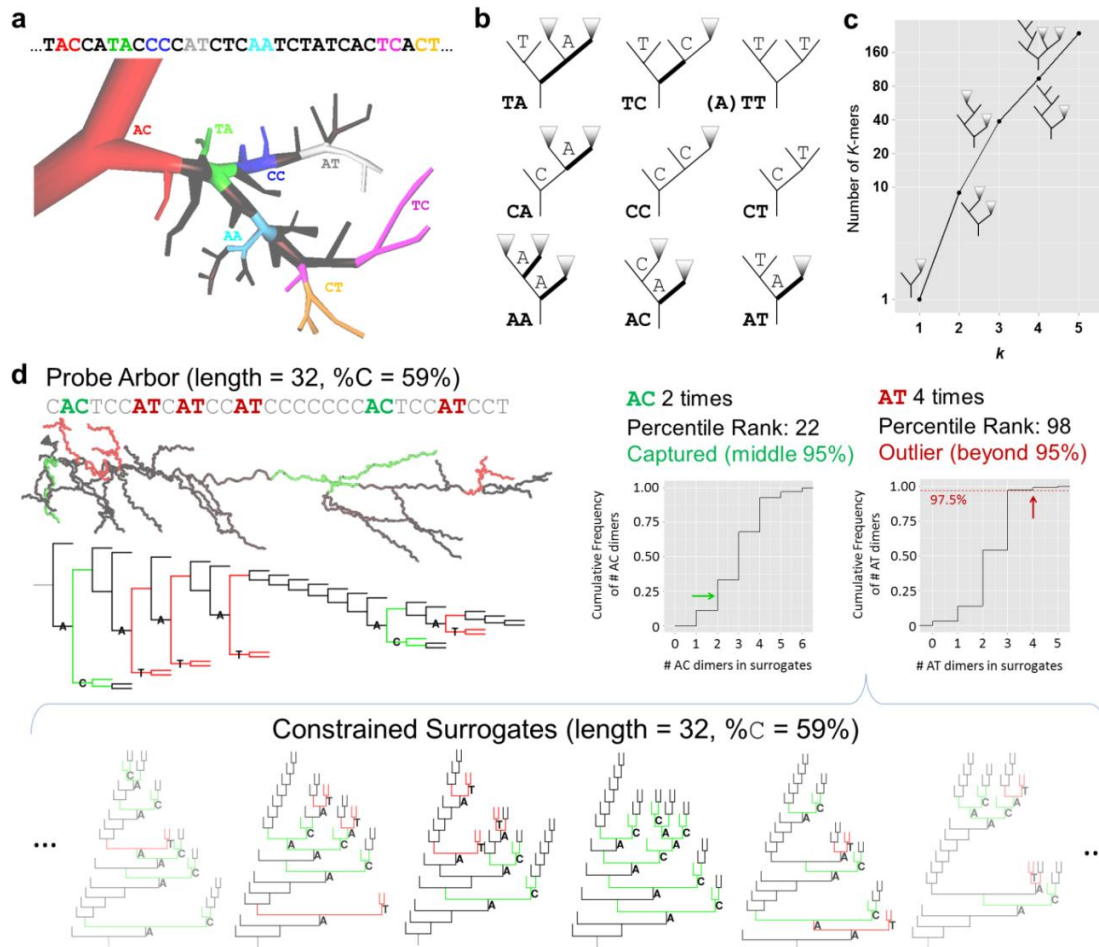 a
...TACCATACCCCATCTCAATCTATCACTCACT...
AC
TA
CC
AT
TC
AA
CT
b
T A
T C
T T
TA
TC
(A) TT
C A
C C
C T
CA
CC
CT
A A
C A
T A
AA
AC
AT
c
Number of K-mers
160
80
40
20
10
1
1 2 3 4 5
k
d Probe Arbor (length = 32, %C = 59%)
CACTCCATCATCCATCCCCCCCACTCCATCCT
A
A
A
A
A
A
C
T
T
T
C
T
AC 2 times
Percentile Rank: 22
Captured (middle 95%)
Cumulative Frequency
of # AC dimers
1.00
0.75
0.50
0.25
0
0 1 2 3 4 5 6
# AC dimers in surrogates
AT 4 times
Percentile Rank: 98
Outlier (beyond 95%)
Cumulative Frequency
of # AT dimers
1.00
0.75
0.50
0.25
0
97.5%
0 1 2 3 4 5
# AT dimers in surrogates
Constrained Surrogates (length = 32, %C = 59%)
...
...